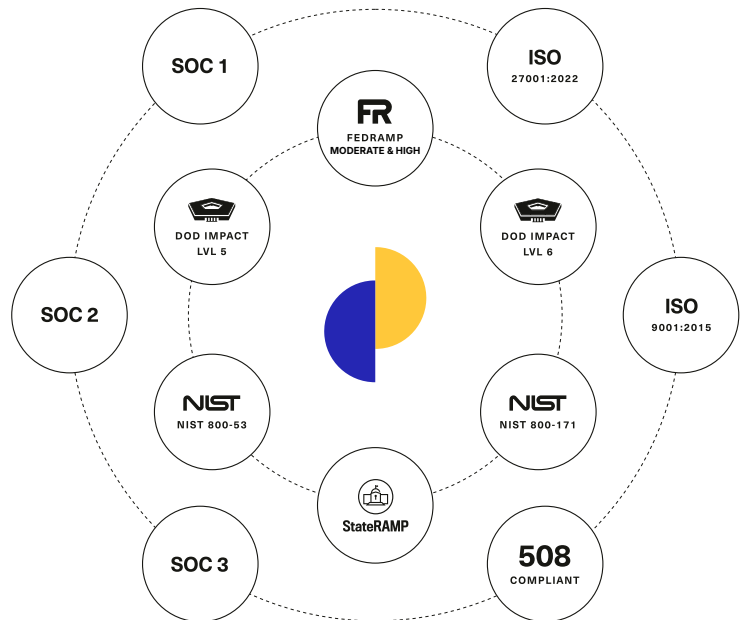 SOC 1
ISO
27001:2022
FR
FEDRAMP
MODERATE & HIGH
DOD IMPACT
LVL 5
DOD IMPACT
LVL 6
SOC 2
ISO
9001:2015
NIST
NIST 800-53
NIST
NIST 800-171
StateRAMP
SOC 3
508
COMPLIANT